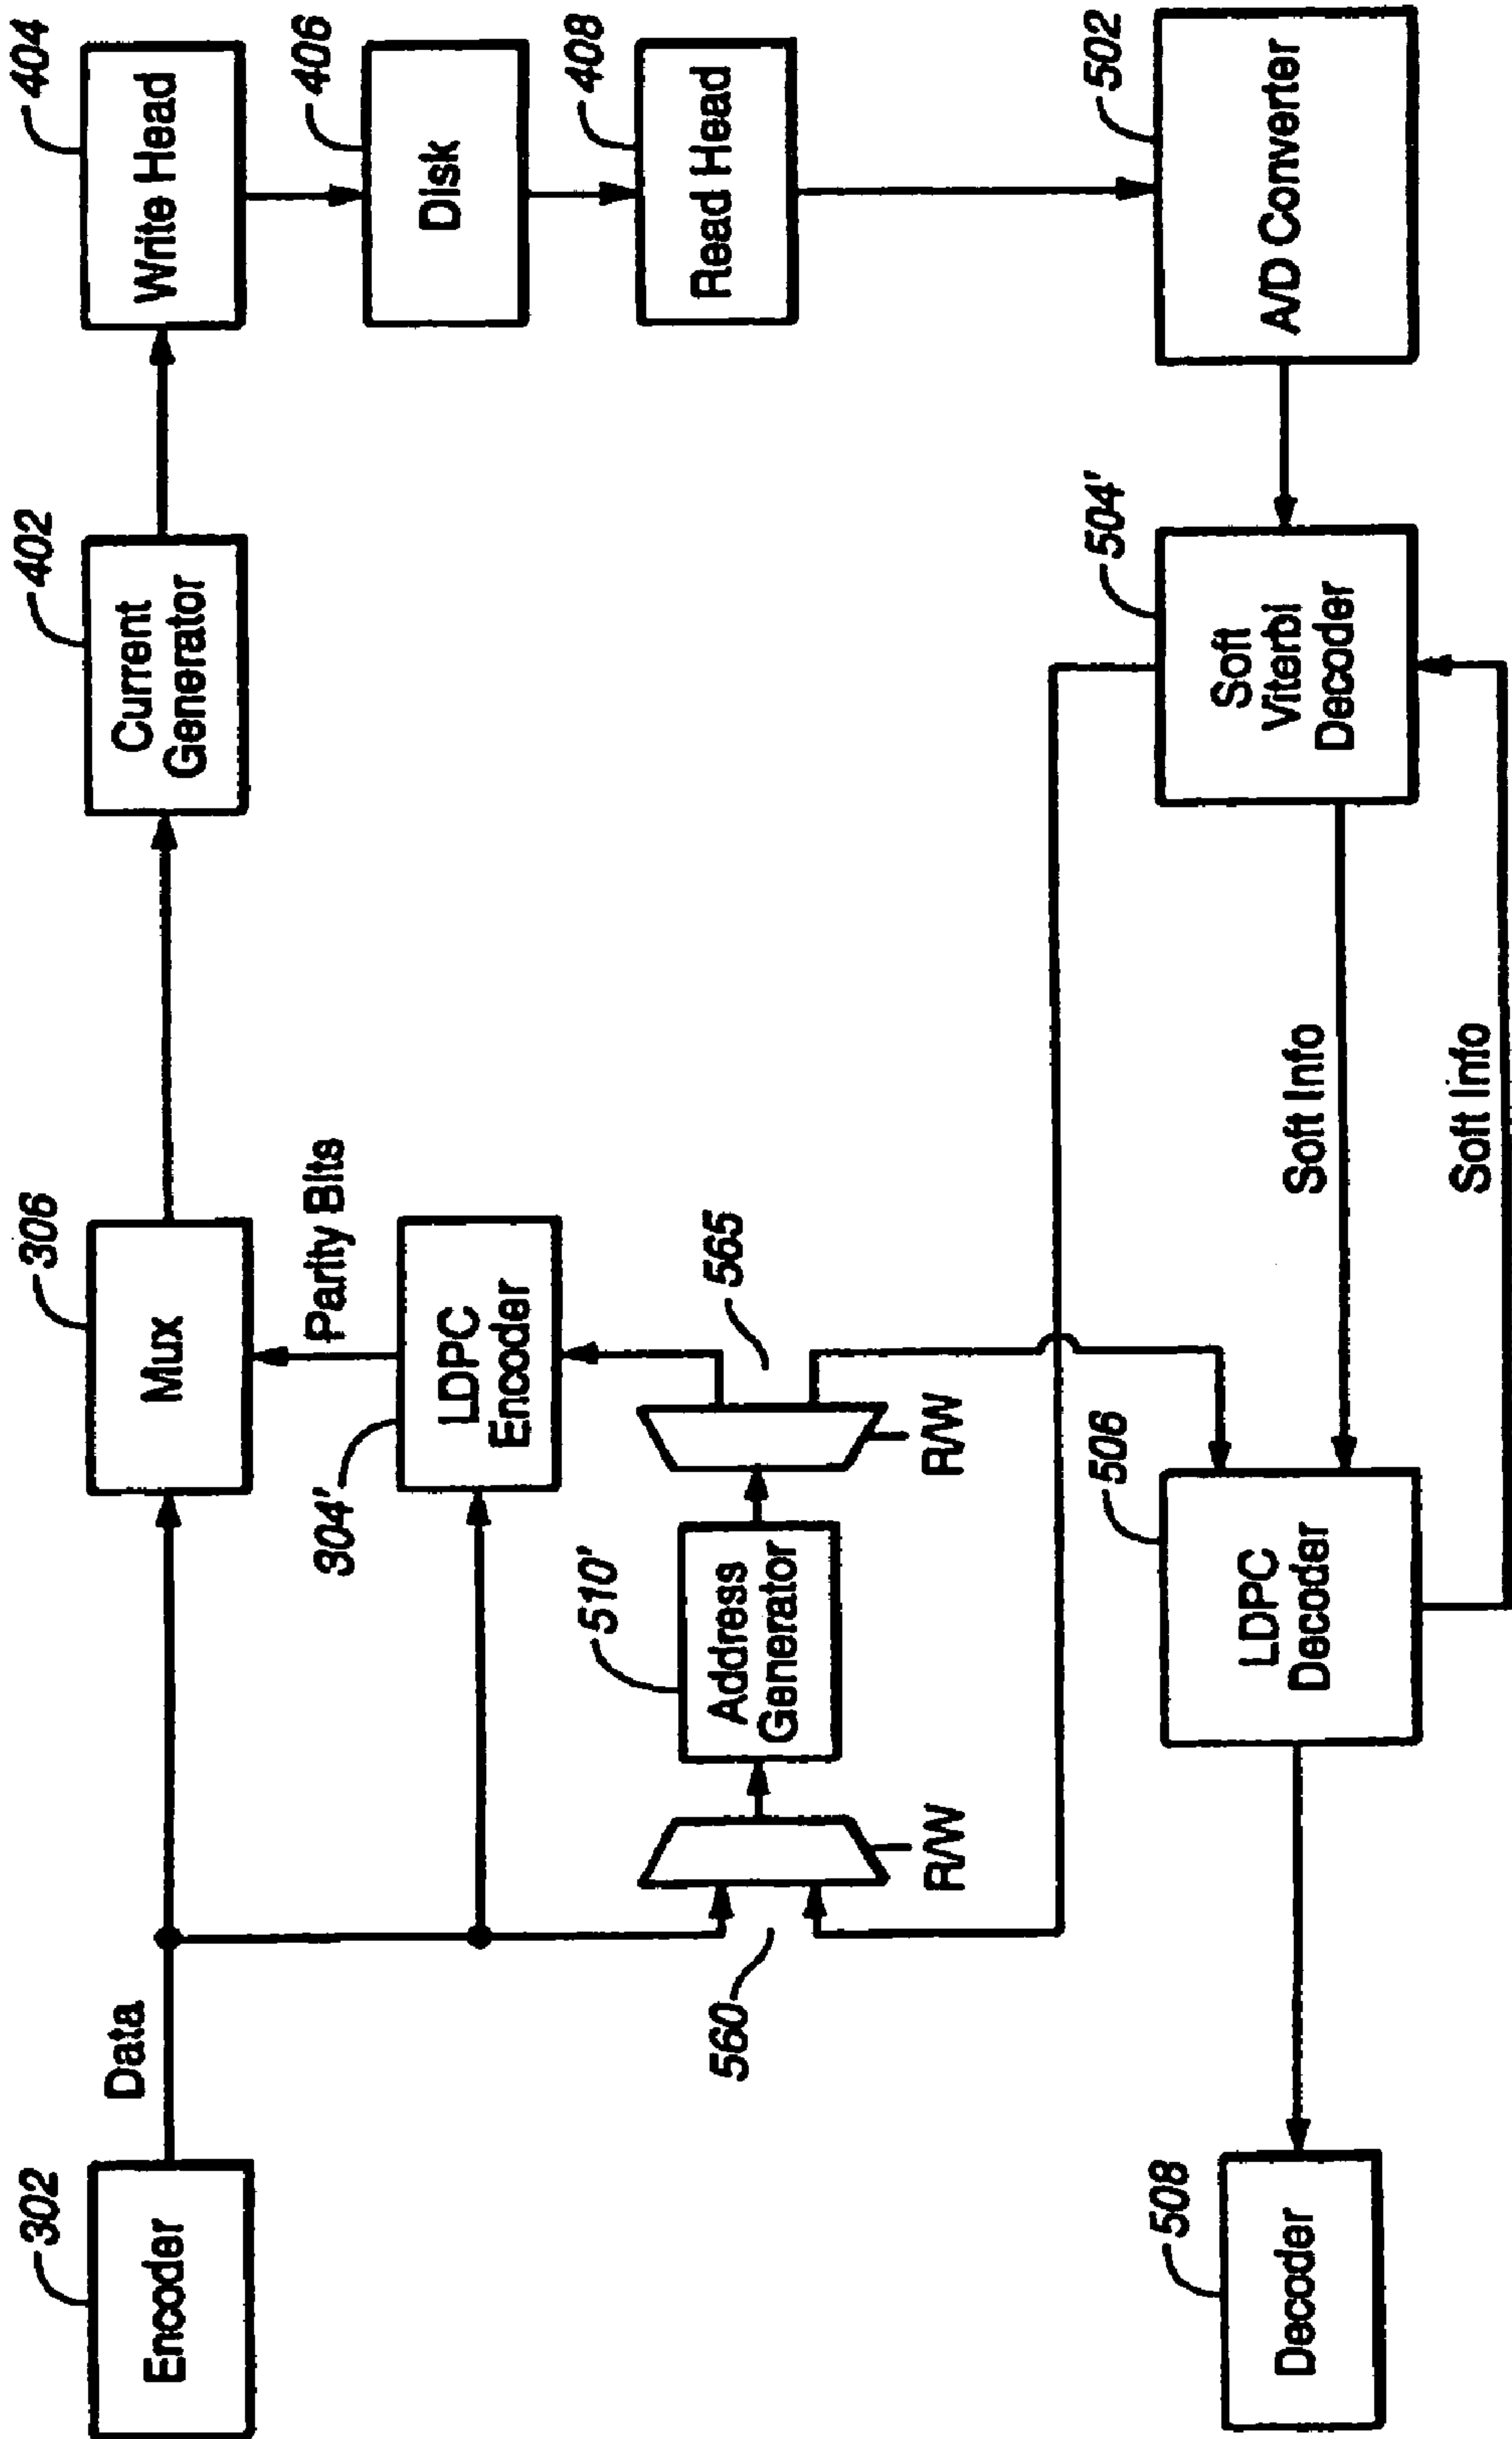 302
Encoder
Data
306
Mux
402
Current
Generator
404
Write Head
Parity Bits
304'
LDPC
Encoder
406
Disk
510'
Address
Generator
560
R/W
565
R/W
408
Read Head
508
Decoder
506
LDPC
Decoder
Soft Info
Soft Info
504'
Soft
Viterbi
Decoder
502
A/D Converter